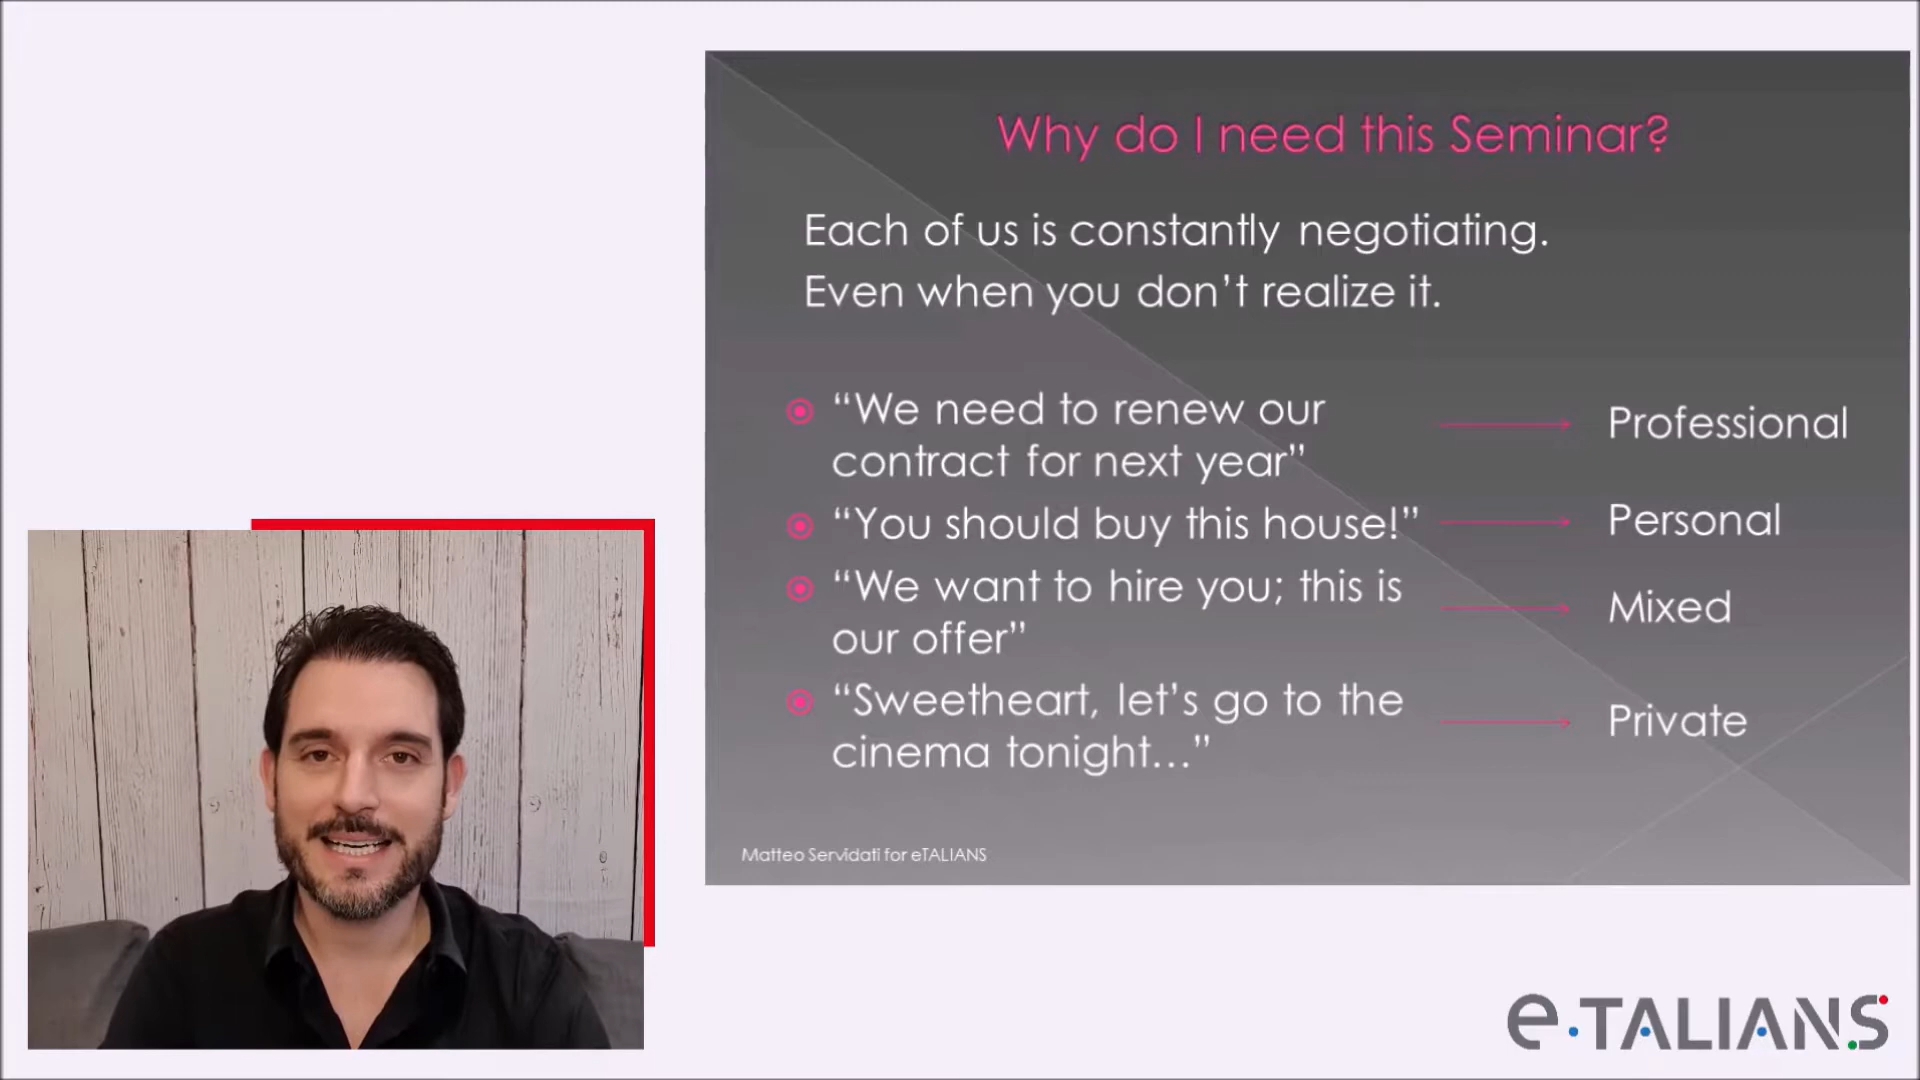 Why do I need this Seminar?
Each of us is constantly negotiating.
Even when you don’t realize it.
“We need to renew our
contract for next year”
Professional
“You should buy this house!”
Personal
“We want to hire you; this is
our offer”
Mixed
“Sweetheart, let’s go to the
cinema tonight…”
Private
Matteo Servidati for eTALIANS
e·TALIANS